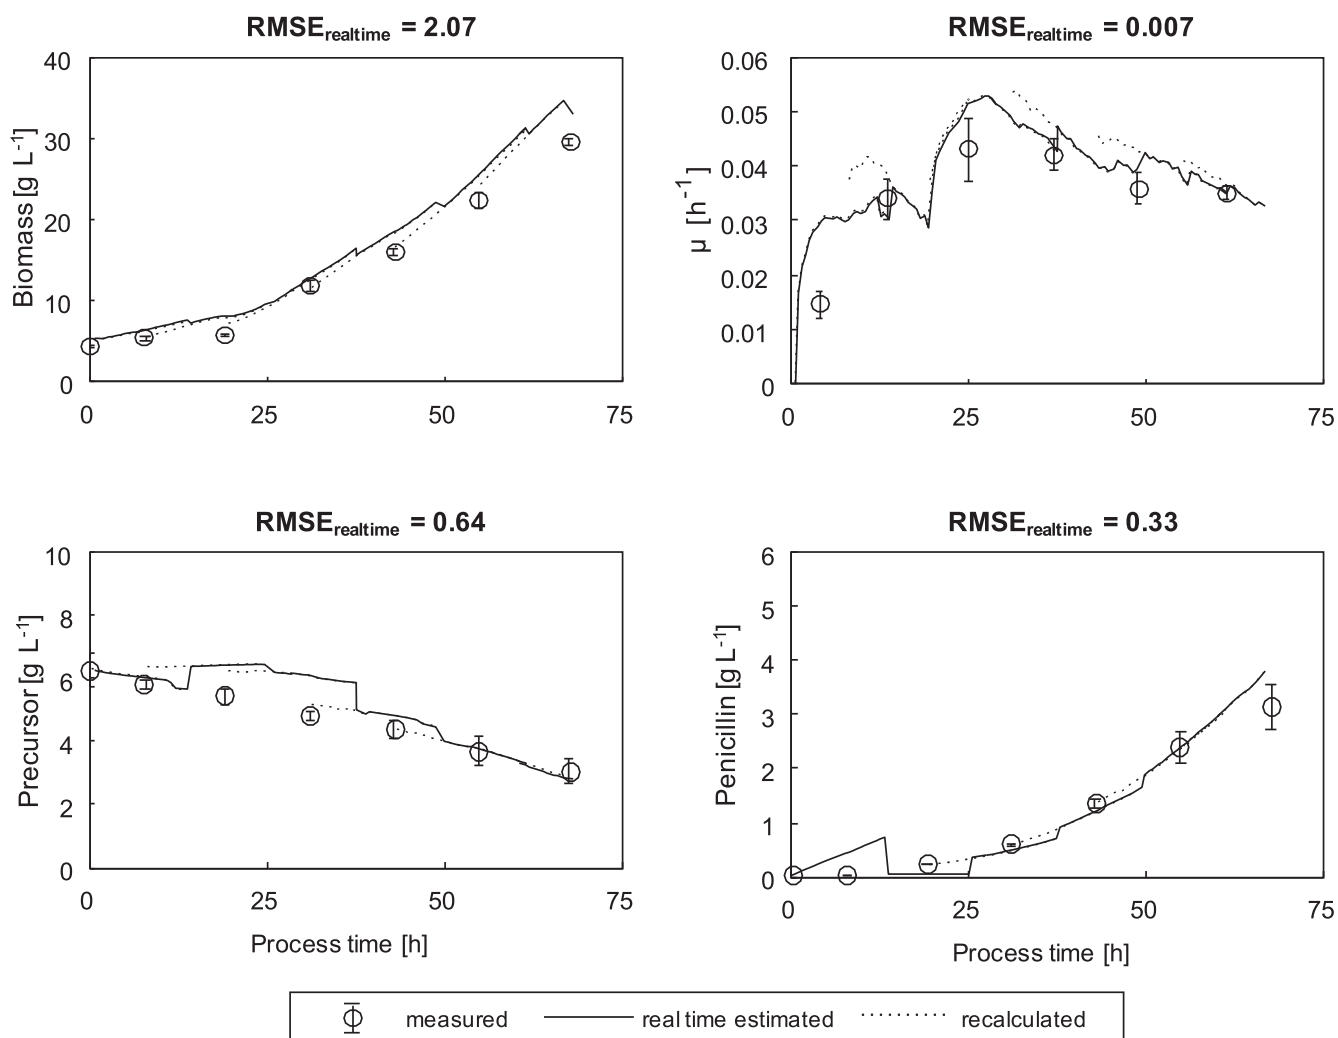 RMSErealtime = 2.07
RMSErealtime = 0.007
Biomass [g L-1]
40
30
20
10
0
0 25 50 75
µ [h-1]
0.06
0.05
0.04
0.03
0.02
0.01
0
0 25 50 75
RMSErealtime = 0.64
RMSErealtime = 0.33
Precursor [g L-1]
10
8
6
4
2
0
0 25 50 75
Process time [h]
Penicillin [g L-1]
6
5
4
3
2
1
0
0 25 50 75
Process time [h]
measured real time estimated recalculated